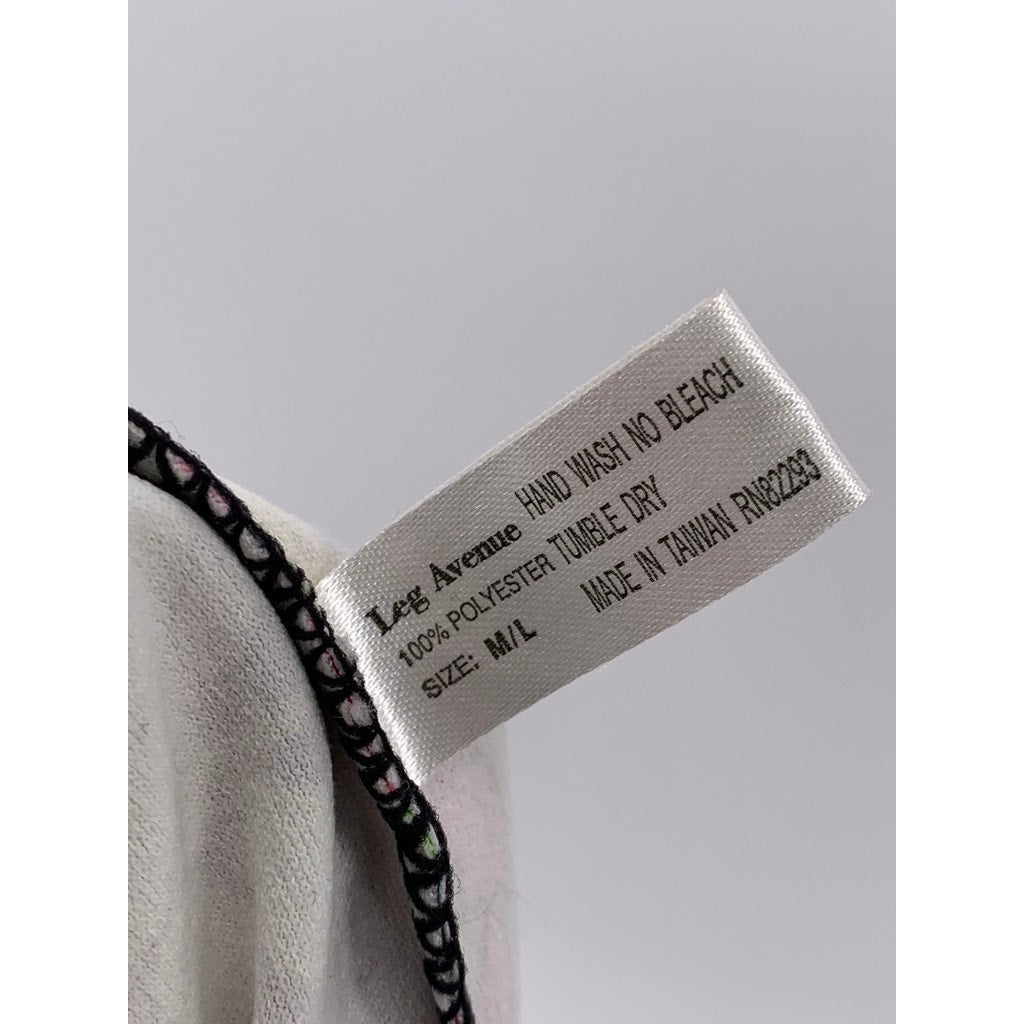 Leg Avenue HAND WASH NO BLEACH
100% POLYESTER TUMBLE DRY
SIZE: M/L MADE IN TAIWAN RN82293